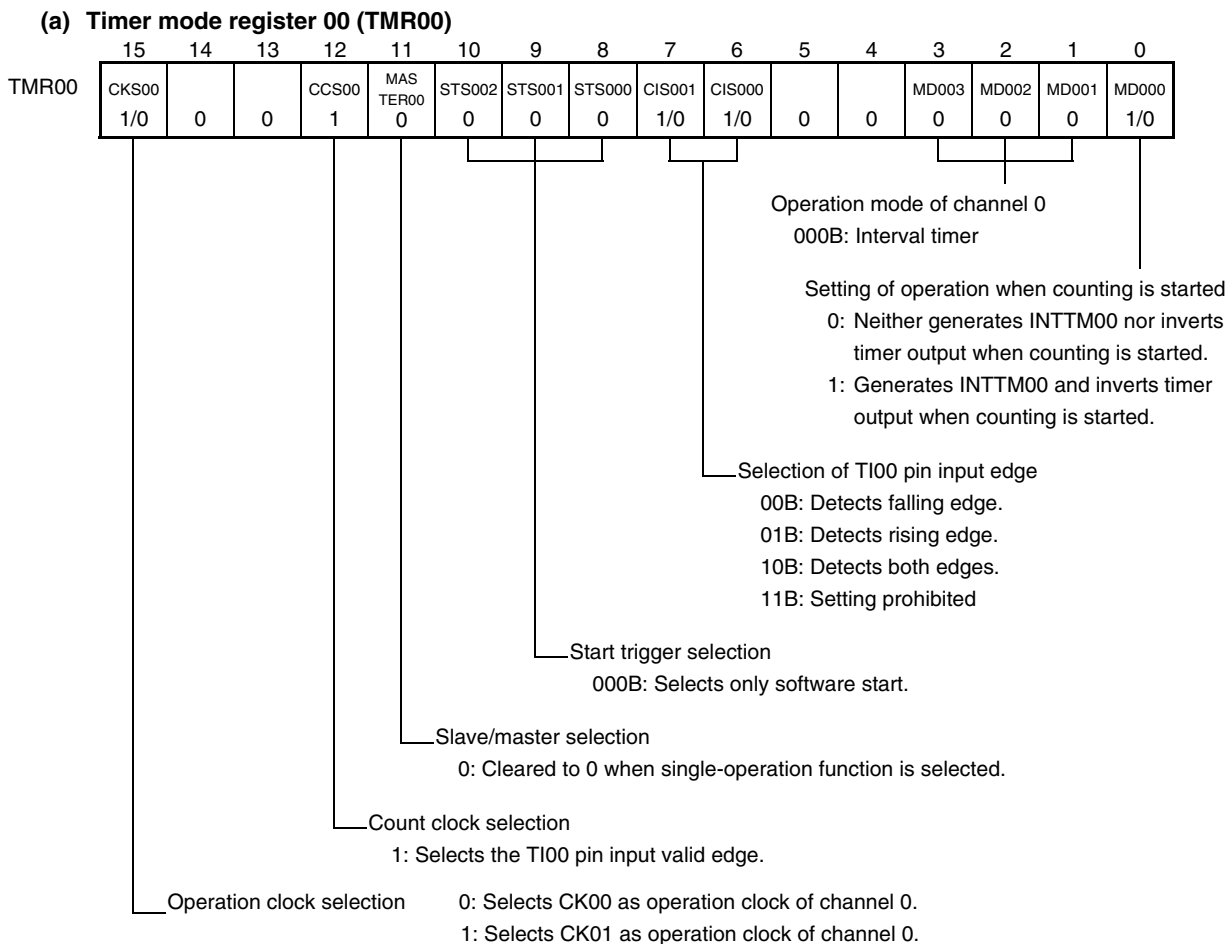 (a) Timer mode register 00 (TMR00)
15 14 13 12 11 10 9 8 7 6 5 4 3 2 1 0
TMR00 CKS00 CCS00 MAS TER00 STS002 STS001 STS000 CIS001 CIS000 MD003 MD002 MD001 MD000
1/0 0 0 1 0 0 0 0 1/0 1/0 0 0 0 0 0 1/0
Operation mode of channel 0
000B: Interval timer
Setting of operation when counting is started
0: Neither generates INTTM00 nor inverts
timer output when counting is started.
1: Generates INTTM00 and inverts timer
output when counting is started.
Selection of TI00 pin input edge
00B: Detects falling edge.
01B: Detects rising edge.
10B: Detects both edges.
11B: Setting prohibited
Start trigger selection
000B: Selects only software start.
Slave/master selection
0: Cleared to 0 when single-operation function is selected.
Count clock selection
1: Selects the TI00 pin input valid edge.
Operation clock selection 0: Selects CK00 as operation clock of channel 0.
1: Selects CK01 as operation clock of channel 0.